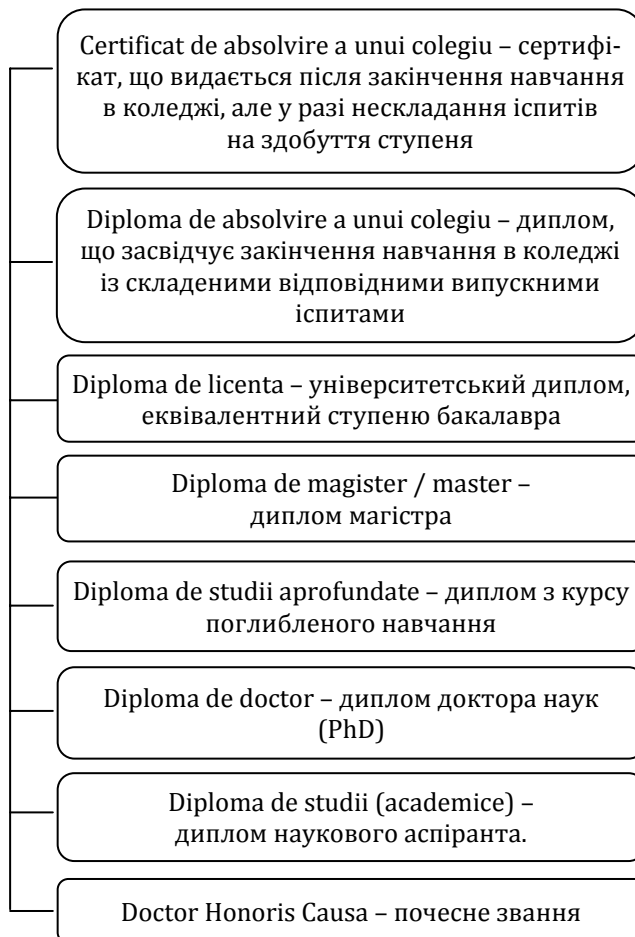 Certificat de absolvire a unui colegiu – сертифі-
кат, що видається після закінчення навчання
в коледжі, але у разі нескладання іспитів
на здобуття ступеня
Diploma de absolvire a unui colegiu – диплом,
що засвідчує закінчення навчання в коледжі
із складеними відповідними випускними
іспитами
Diploma de licenta – університетський диплом,
еквівалентний ступеню бакалавра
Diploma de magister / master –
диплом магістра
Diploma de studii aprofundate – диплом з курсу
поглибленого навчання
Diploma de doctor – диплом доктора наук
(PhD)
Diploma de studii (academice) –
диплом наукового аспіранта.
Doctor Honoris Causa – почесне звання